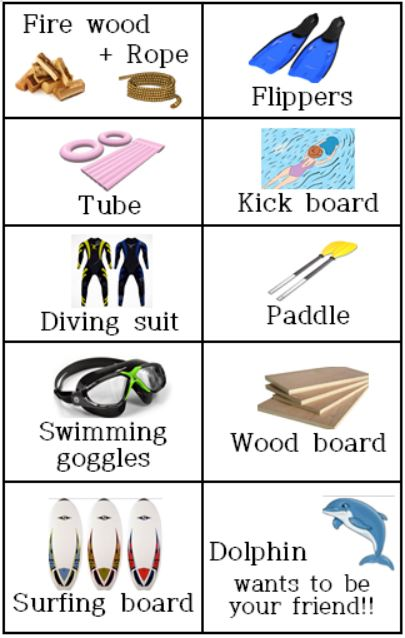 Fire wood
+ Rope
Flippers
Tube
Kick board
Diving suit
Paddle
Swimming
goggles
Wood board
Surfing board
Dolphin
wants to be
your friend!!